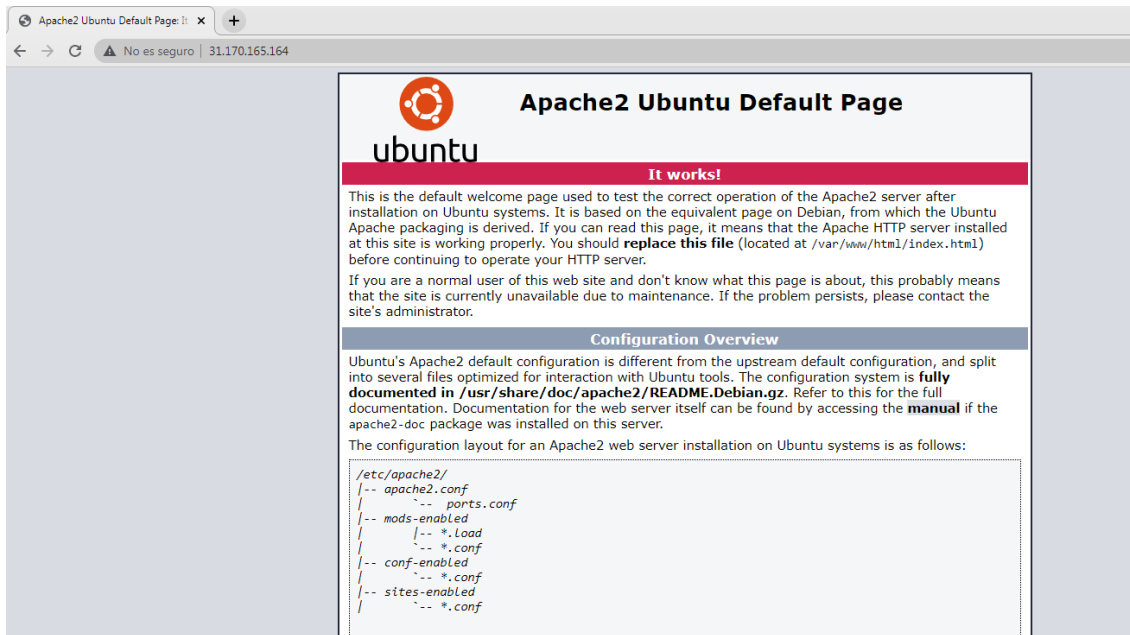 Apache2 Ubuntu Default Page: It
No es seguro | 31.170.165.164
ubuntu
Apache2 Ubuntu Default Page
It works!
This is the default welcome page used to test the correct operation of the Apache2 server after
installation on Ubuntu systems. It is based on the equivalent page on Debian, from which the Ubuntu
Apache packaging is derived. If you can read this page, it means that the Apache HTTP server installed
at this site is working properly. You should replace this file (located at /var/www/html/index.html)
before continuing to operate your HTTP server.
If you are a normal user of this web site and don't know what this page is about, this probably means
that the site is currently unavailable due to maintenance. If the problem persists, please contact the
site's administrator.
Configuration Overview
Ubuntu's Apache2 default configuration is different from the upstream default configuration, and split
into several files optimized for interaction with Ubuntu tools. The configuration system is fully
documented in /usr/share/doc/apache2/README.Debian.gz. Refer to this for the full
documentation. Documentation for the web server itself can be found by accessing the manual if the
apache2-doc package was installed on this server.
The configuration layout for an Apache2 web server installation on Ubuntu systems is as follows:
/etc/apache2/
|-- apache2.conf
|       `--  ports.conf
|-- mods-enabled
|       |-- *.load
|       `-- *.conf
|-- conf-enabled
|       `-- *.conf
|-- sites-enabled
|       `-- *.conf